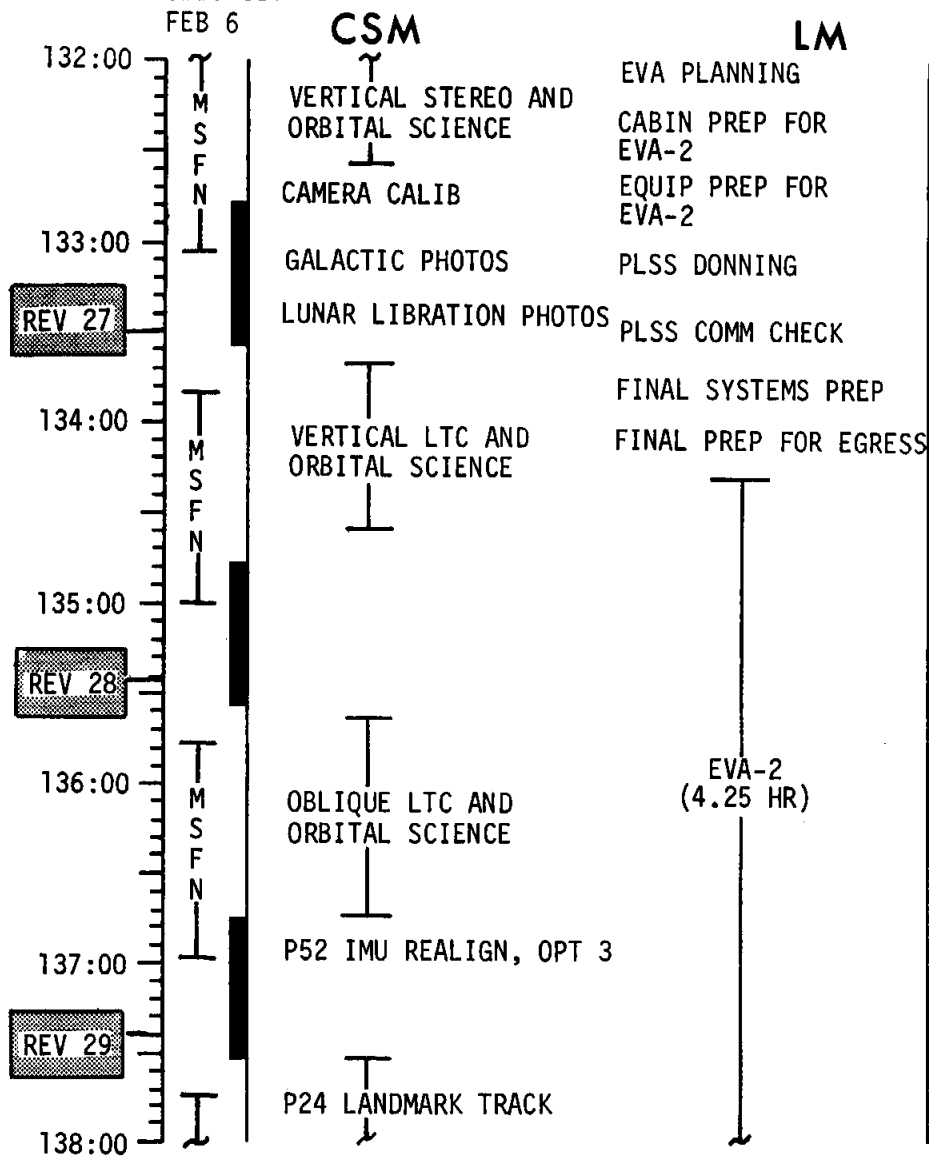 FEB 6
CSM
LM
132:00
M
S
F
N
VERTICAL STEREO AND
ORBITAL SCIENCE
EVA PLANNING
CABIN PREP FOR
EVA-2
CAMERA CALIB
EQUIP PREP FOR
EVA-2
133:00
GALACTIC PHOTOS
PLSS DONNING
REV 27
LUNAR LIBRATION PHOTOS
PLSS COMM CHECK
FINAL SYSTEMS PREP
134:00
M
S
F
N
VERTICAL LTC AND
ORBITAL SCIENCE
FINAL PREP FOR EGRESS
135:00
REV 28
136:00
M
S
F
N
OBLIQUE LTC AND
ORBITAL SCIENCE
EVA-2
(4.25 HR)
P52 IMU REALIGN, OPT 3
137:00
REV 29
P24 LANDMARK TRACK
138:00